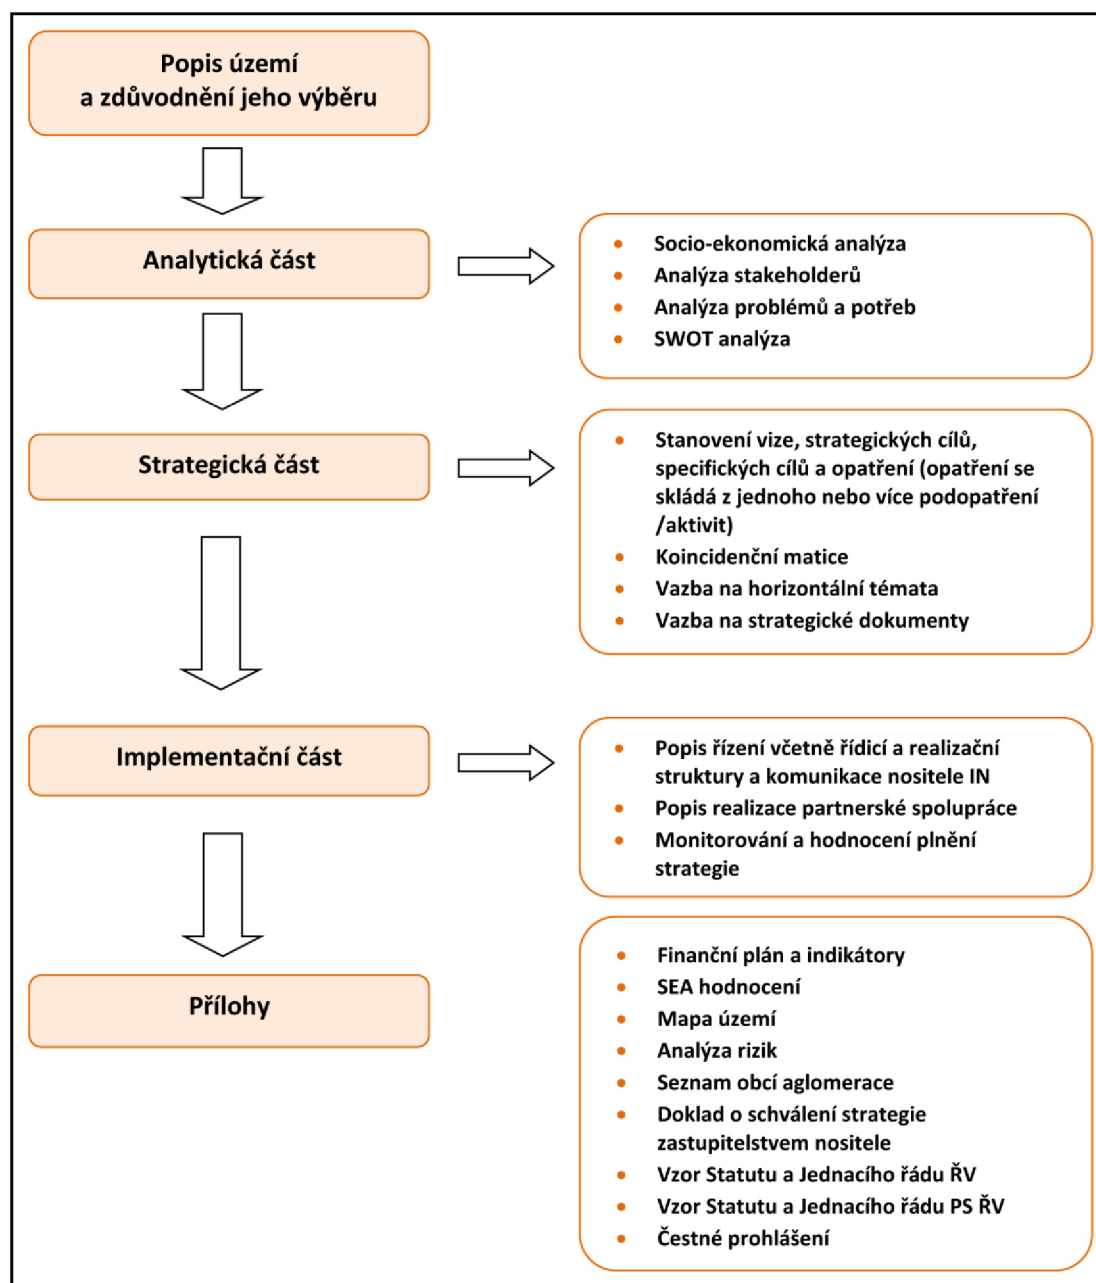 Popis území
a zdůvodnění jeho výběru
Analytická část
• Socio-ekonomická analýza
• Analýza stakeholderů
• Analýza problémů a potřeb
• SWOT analýza
Strategická část
• Stanovení vize, strategických cílů,
specifických cílů a opatření (opatření se
skládá z jednoho nebo více podopatření
/aktivit)
• Koincidenční matice
• Vazba na horizontální témata
• Vazba na strategické dokumenty
Implementační část
• Popis řízení včetně řídicí a realizační
struktury a komunikace nositele IN
• Popis realizace partnerské spolupráce
• Monitorování a hodnocení plnění
strategie
Přílohy
• Finanční plán a indikátory
• SEA hodnocení
• Mapa území
• Analýza rizik
• Seznam obcí aglomerace
• Doklad o schválení strategie
zastupitelstvem nositele
• Vzor Statutu a Jednacího řádu ŘV
• Vzor Statutu a Jednacího řádu PS ŘV
• Čestné prohlášení